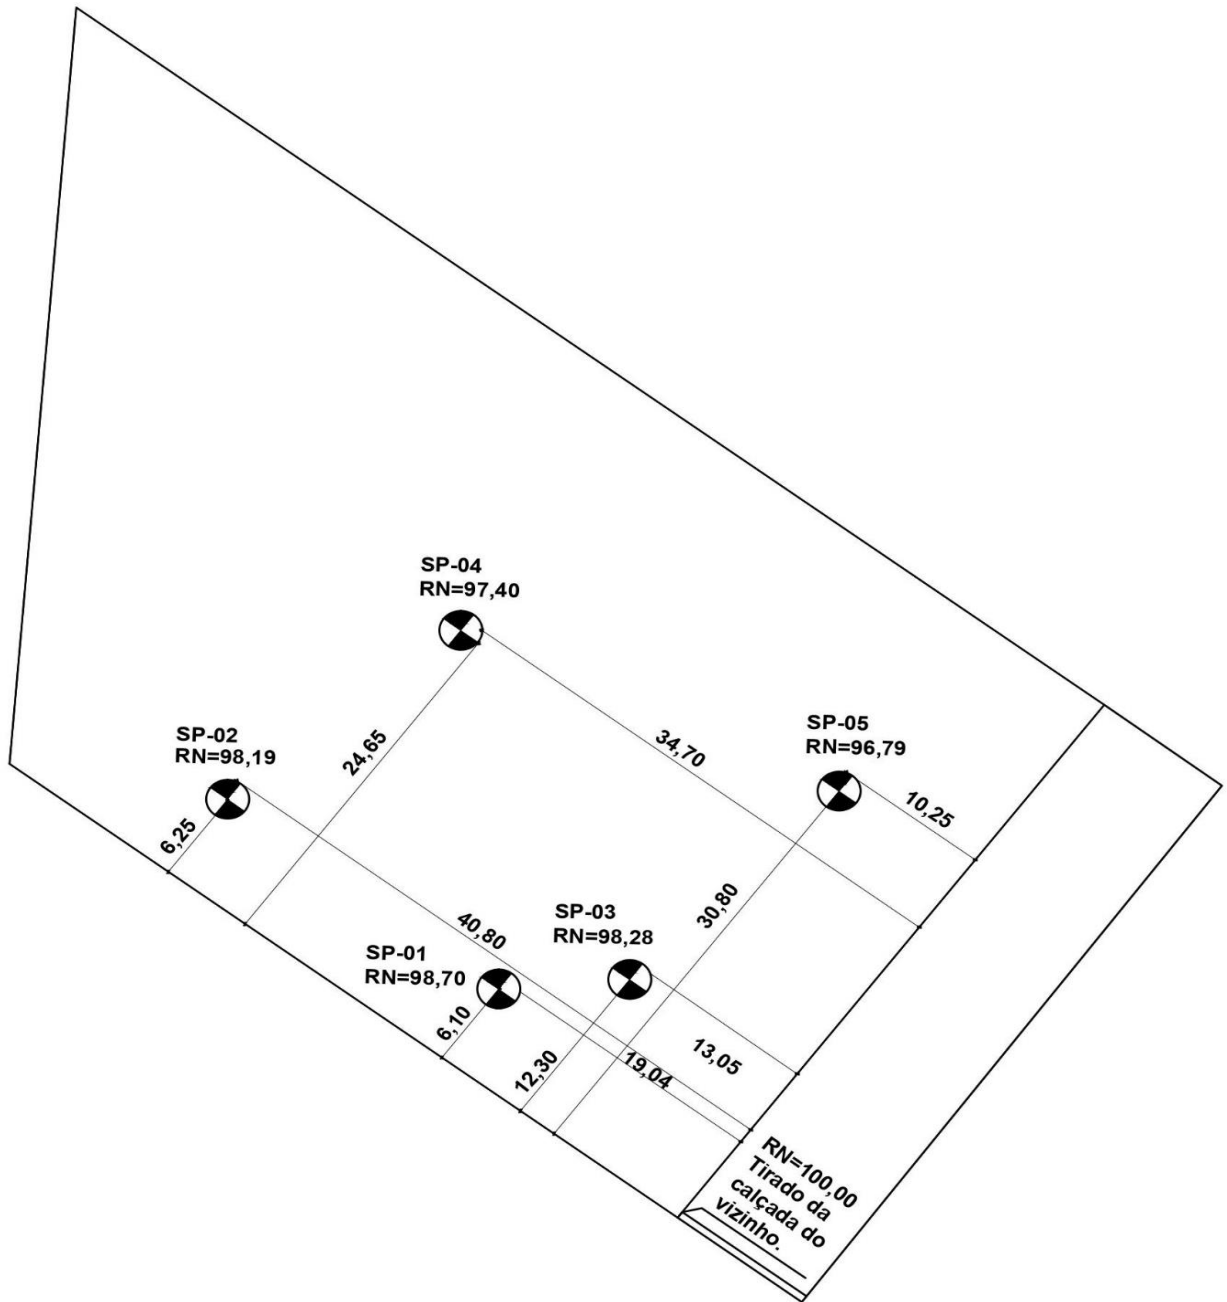 SP-04
RN=97,40
34,70
24,65
SP-05
RN=96,79
10,25
SP-02
RN=98,19
6,25
30,80
40,80
SP-03
RN=98,28
SP-01
RN=98,70
6,10
12,30
19,04
13,05
RN=100,00
Tirado da
calçada do
vizinho.